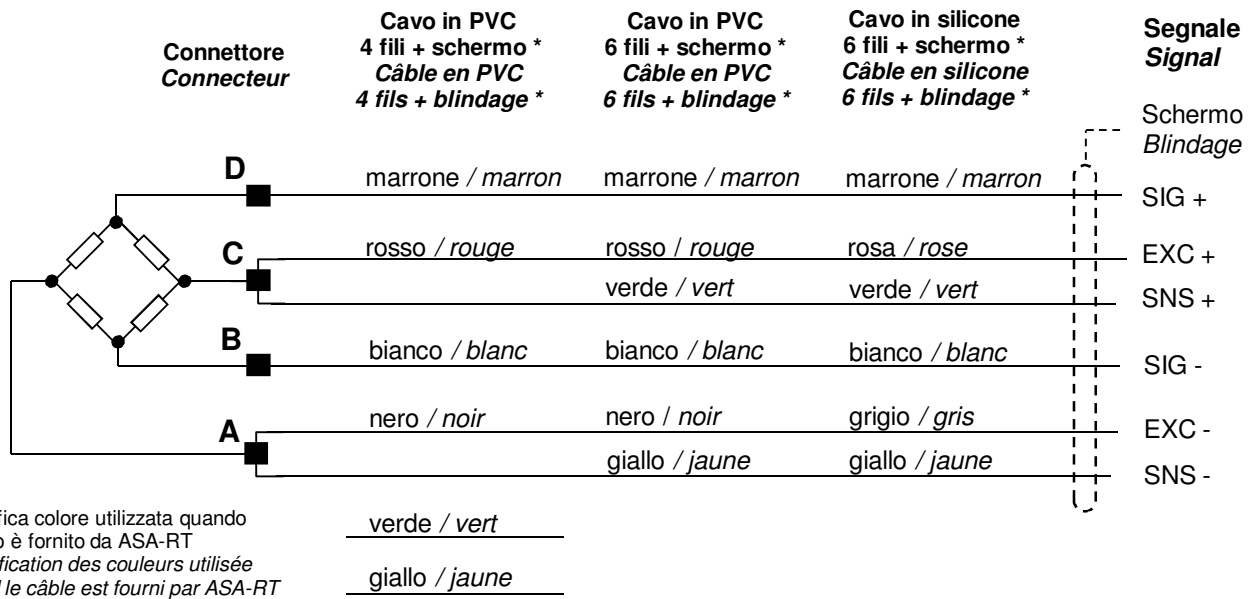 Connettore
Connecteur
Cavo in PVC
4 fili + schermo *
Câble en PVC
4 fils + blindage *
Cavo in PVC
6 fili + schermo *
Câble en PVC
6 fils + blindage *
Cavo in silicone
6 fili + schermo *
Câble en silicone
6 fils + blindage *
Segnale
Signal
Schermo
Blindage
D marrone / marron marrone / marron marrone / marron SIG +
C rosso / rouge rosso / rouge rosa / rose EXC +
verde / vert verde / vert SNS +
B bianco / blanc bianco / blanc bianco / blanc SIG -
A nero / noir nero / noir grigio / gris EXC -
giallo / jaune giallo / jaune SNS -
colore utilizzata quando
è fornito da ASA-RT
des couleurs utilisée
le câble est fourni par ASA-RT
verde / vert
giallo / jaune